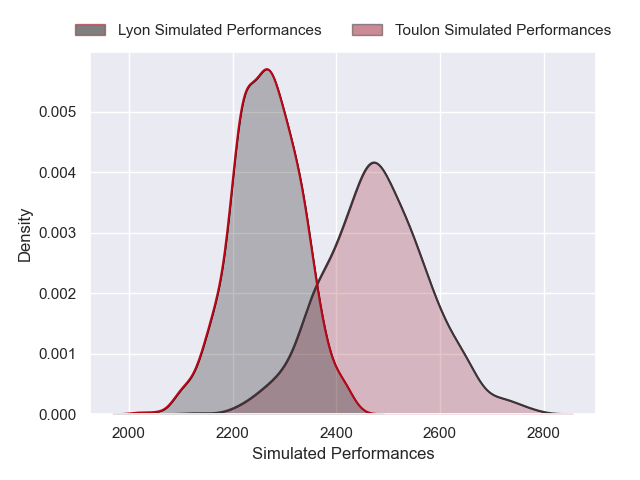 Lyon Simulated Performances Toulon Simulated Performances
0.005
0.004
0.003
0.002
0.001
0.000
Density
2000 2200 2400 2600 2800
Simulated Performances